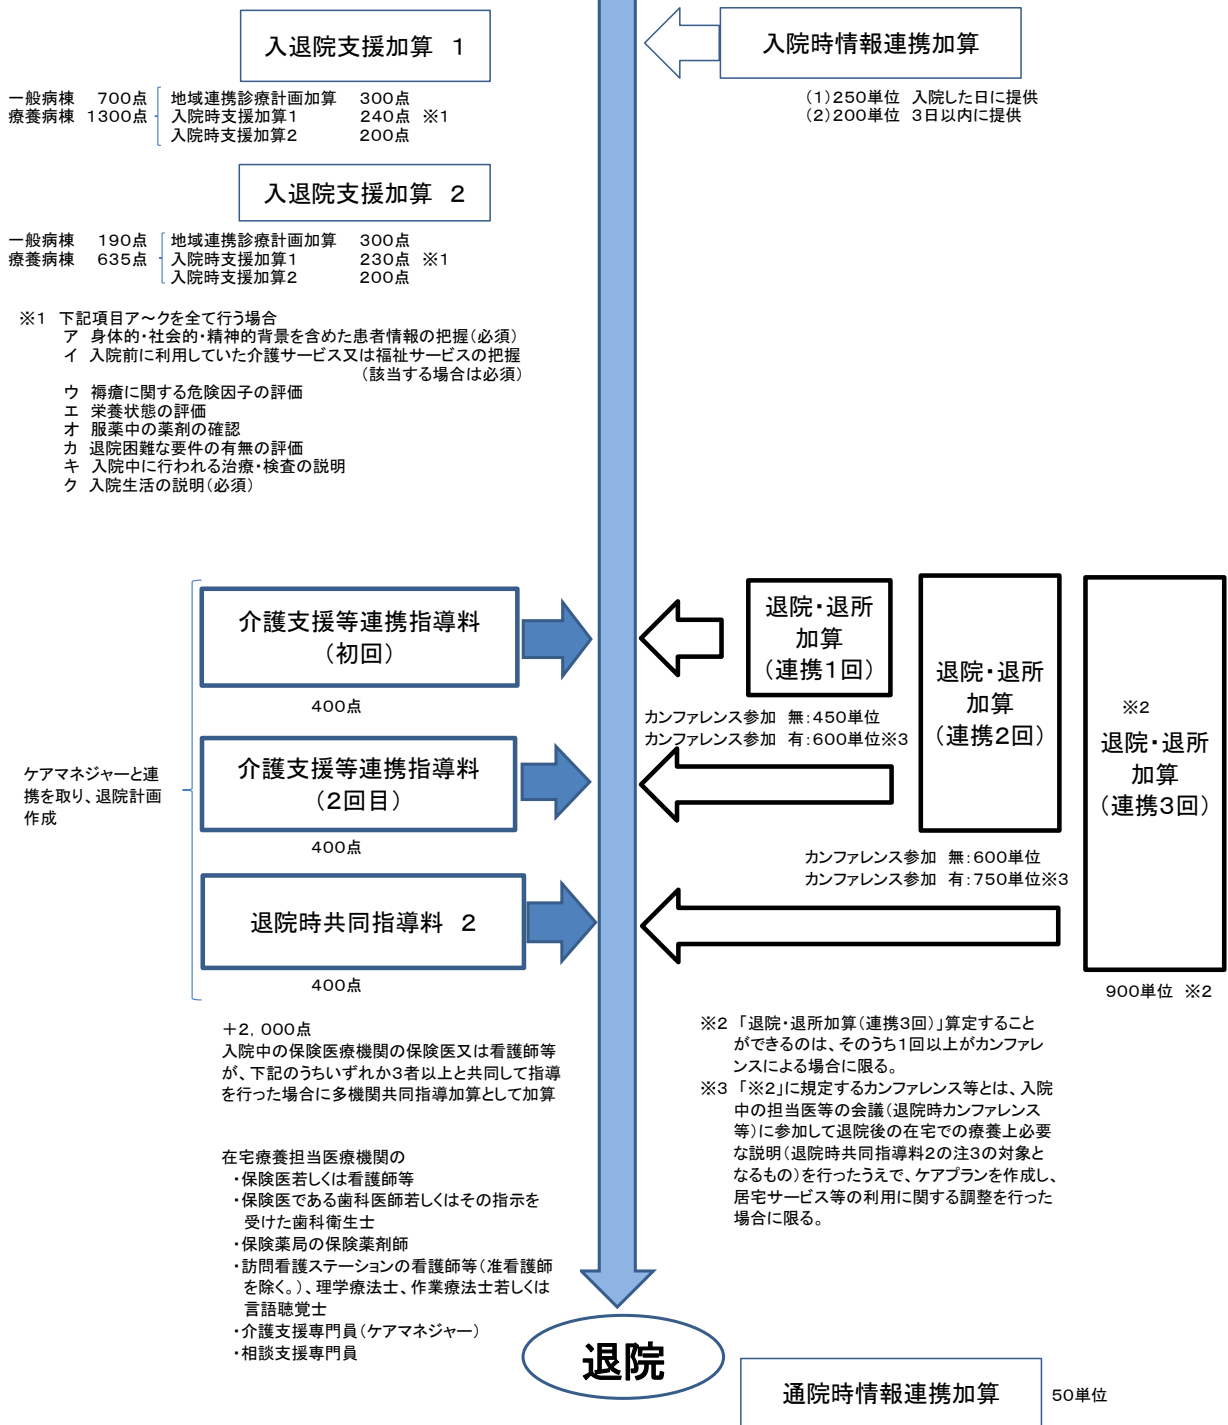 入退院支援加算 1
一般病棟 700点 地域連携診療計画加算 300点
療養病棟 1300点 入院時支援加算1 240点 ※1
入院時支援加算2 200点
入院時情報連携加算
(1)250単位 入院した日に提供
(2)200単位 3日以内に提供
入退院支援加算 2
一般病棟 190点 地域連携診療計画加算 300点
療養病棟 635点 入院時支援加算1 230点 ※1
入院時支援加算2 200点
※1 下記項目ア~クを全て行う場合
ア 身体的・社会的・精神的背景を含めた患者情報の把握(必須)
イ 入院前に利用していた介護サービス又は福祉サービスの把握
(該当する場合は必須)
ウ 褥瘡に関する危険因子の評価
エ 栄養状態の評価
オ 服薬中の薬剤の確認
カ 退院困難な要件の有無の評価
キ 入院中に行われる治療・検査の説明
ク 入院生活の説明(必須)
ケアマネジャーと連
携を取り、退院計画
作成
介護支援等連携指導料
(初回)
400点
介護支援等連携指導料
(2回目)
400点
退院時共同指導料 2
400点
退院・退所
加算
(連携1回)
カンファレンス参加 無:450単位
カンファレンス参加 有:600単位※3
退院・退所
加算
(連携2回)
カンファレンス参加 無:600単位
カンファレンス参加 有:750単位※3
※2
退院・退所
加算
(連携3回)
900単位 ※2
+2,000点
入院中の保険医療機関の保険医又は看護師等
が、下記のうちいずれか3者以上と共同して指導
を行った場合に多機関共同指導加算として加算
在宅療養担当医療機関の
・保険医若しくは看護師等
・保険医である歯科医師若しくはその指示を
受けた歯科衛生士
・保険薬局の保険薬剤師
・訪問看護ステーションの看護師等(准看護師
を除く。)、理学療法士、作業療法士若しくは
言語聴覚士
・介護支援専門員(ケアマネジャー)
・相談支援専門員
※2 「退院・退所加算(連携3回)」算定すること
ができるのは、そのうち1回以上がカンファレ
ンスによる場合に限る。
※3 「※2」に規定するカンファレンス等とは、入院
中の担当医等の会議(退院時カンファレンス
等)に参加して退院後の在宅での療養上必要
な説明(退院時共同指導料2の注3の対象と
なるもの)を行ったうえで、ケアプランを作成し、
居宅サービス等の利用に関する調整を行った
場合に限る。
退院
通院時情報連携加算
50単位